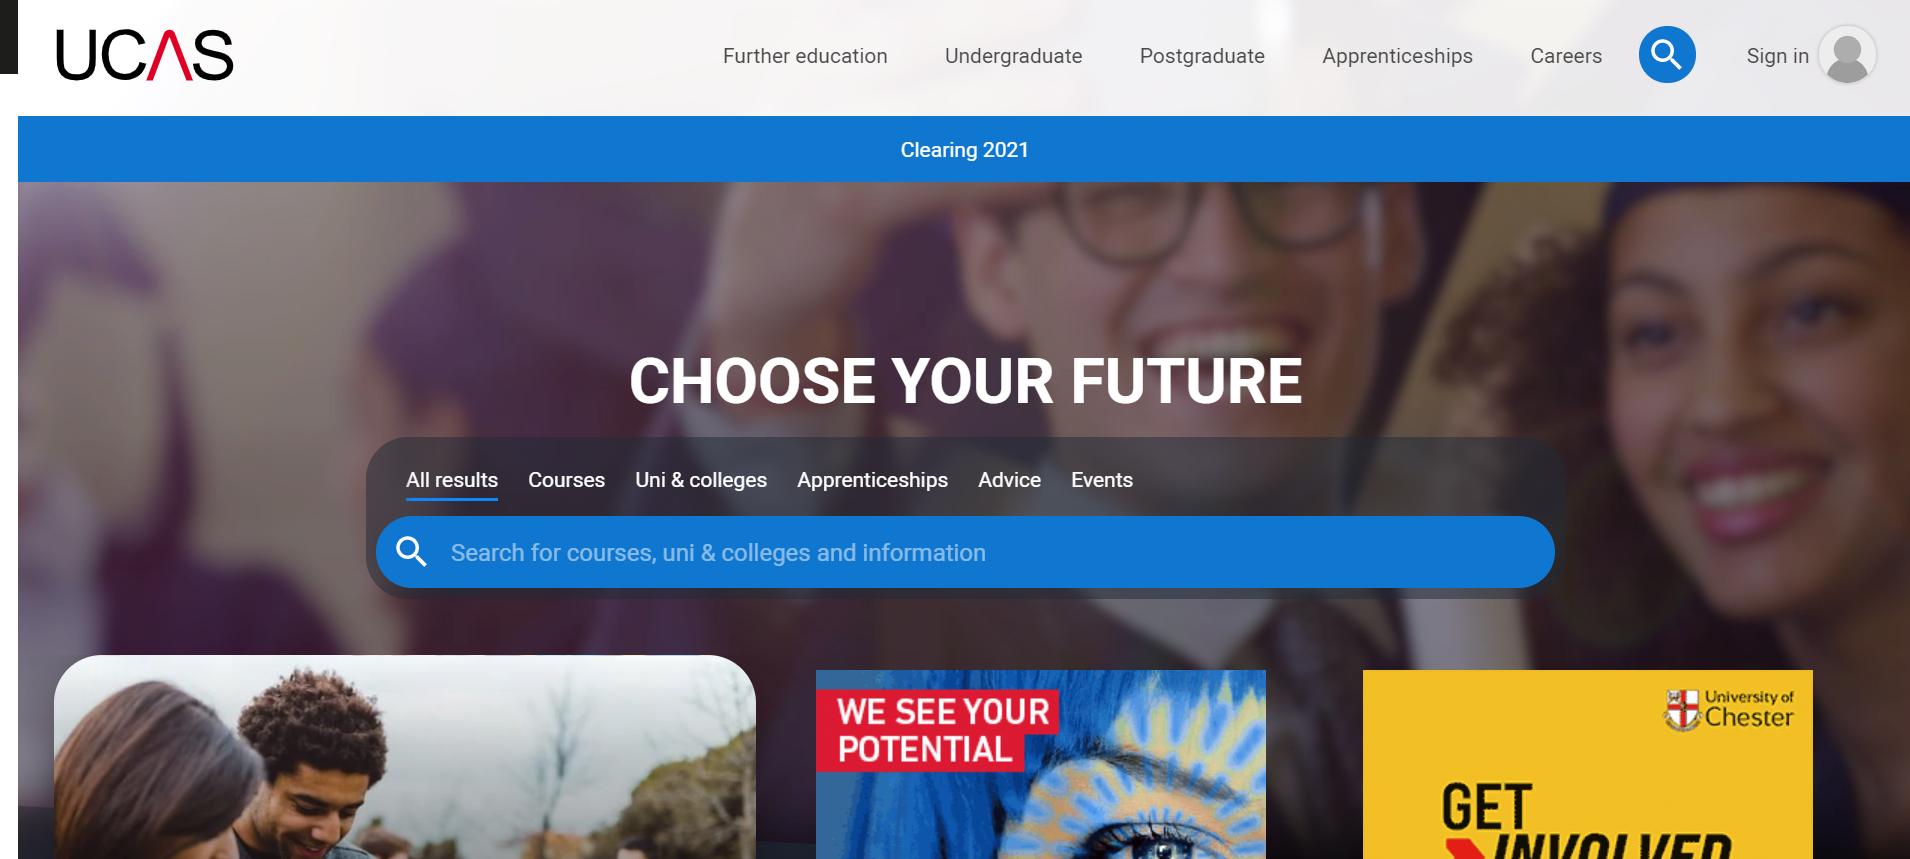 UCAS
Further education
Undergraduate
Postgraduate
Apprenticeships
Careers
Sign in
Clearing 2021
CHOOSE YOUR FUTURE
All results
Courses
Uni & colleges
Apprenticeships
Advice
Events
Search for courses, uni & colleges and information
WE SEE YOUR
POTENTIAL
University of
Chester
GET
INVOLVED